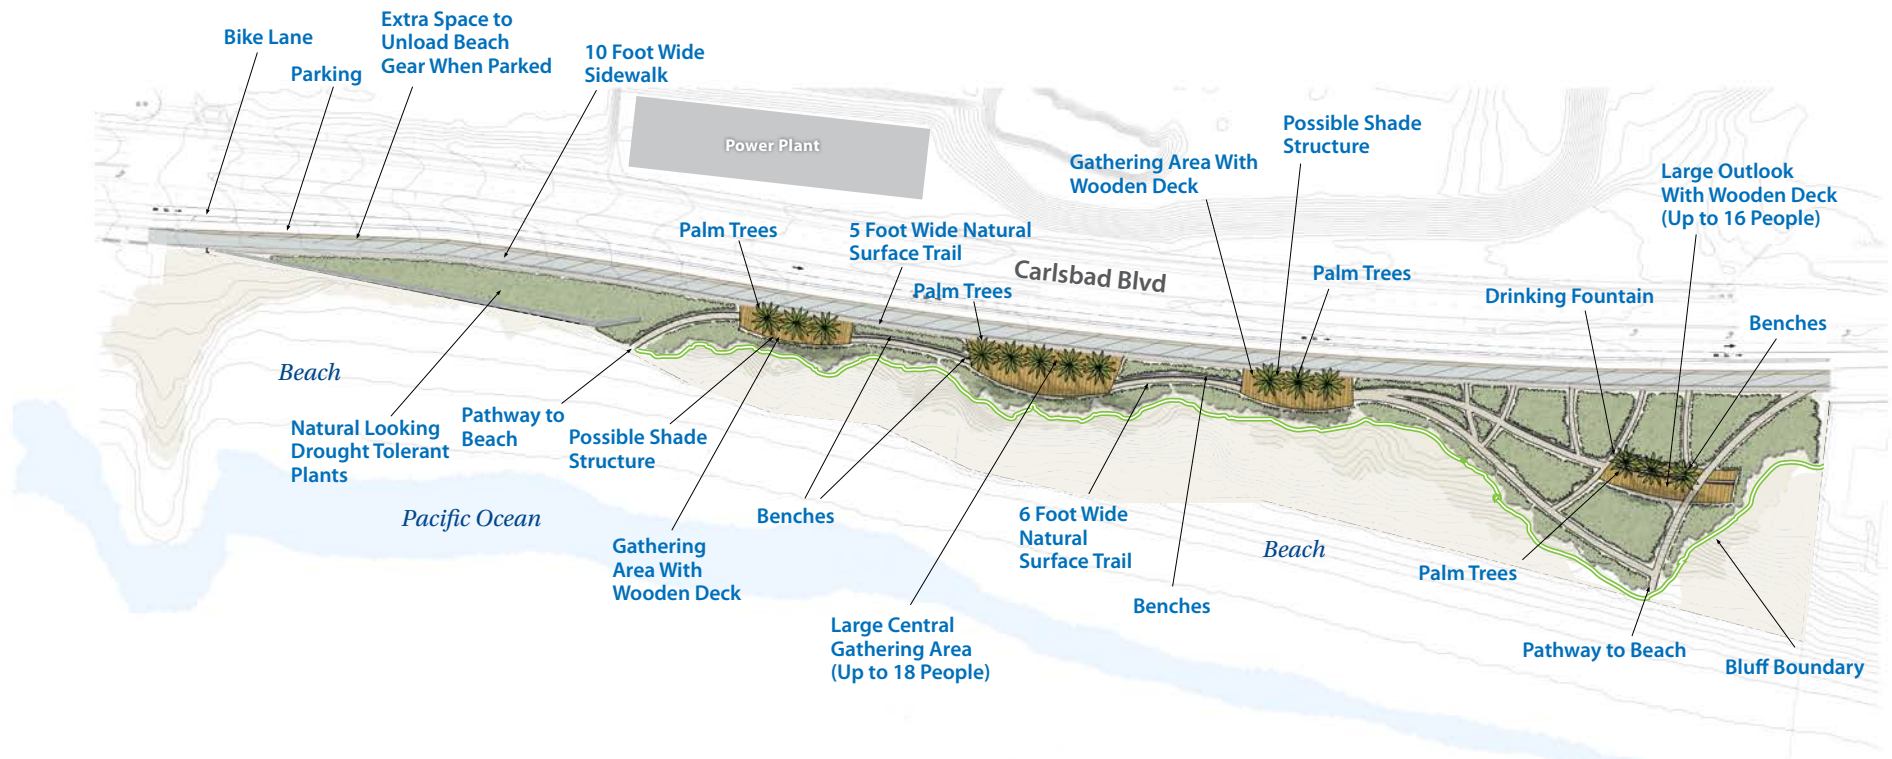 Bike Lane
Parking
Extra Space to
Unload Beach
Gear When Parked
10 Foot Wide
Sidewalk
Power Plant
Possible Shade
Structure
Gathering Area With
Wooden Deck
Large Outlook
With Wooden Deck
(Up to 16 People)
Palm Trees
5 Foot Wide Natural
Surface Trail
Palm Trees
Carlsbad Blvd
Palm Trees
Drinking Fountain
Benches
Beach
Natural Looking
Drought Tolerant
Plants
Pathway to
Beach
Possible Shade
Structure
Pacific Ocean
Benches
Gathering
Area With
Wooden Deck
6 Foot Wide
Natural
Surface Trail
Beach
Palm Trees
Benches
Large Central
Gathering Area
(Up to 18 People)
Pathway to Beach
Bluff Boundary